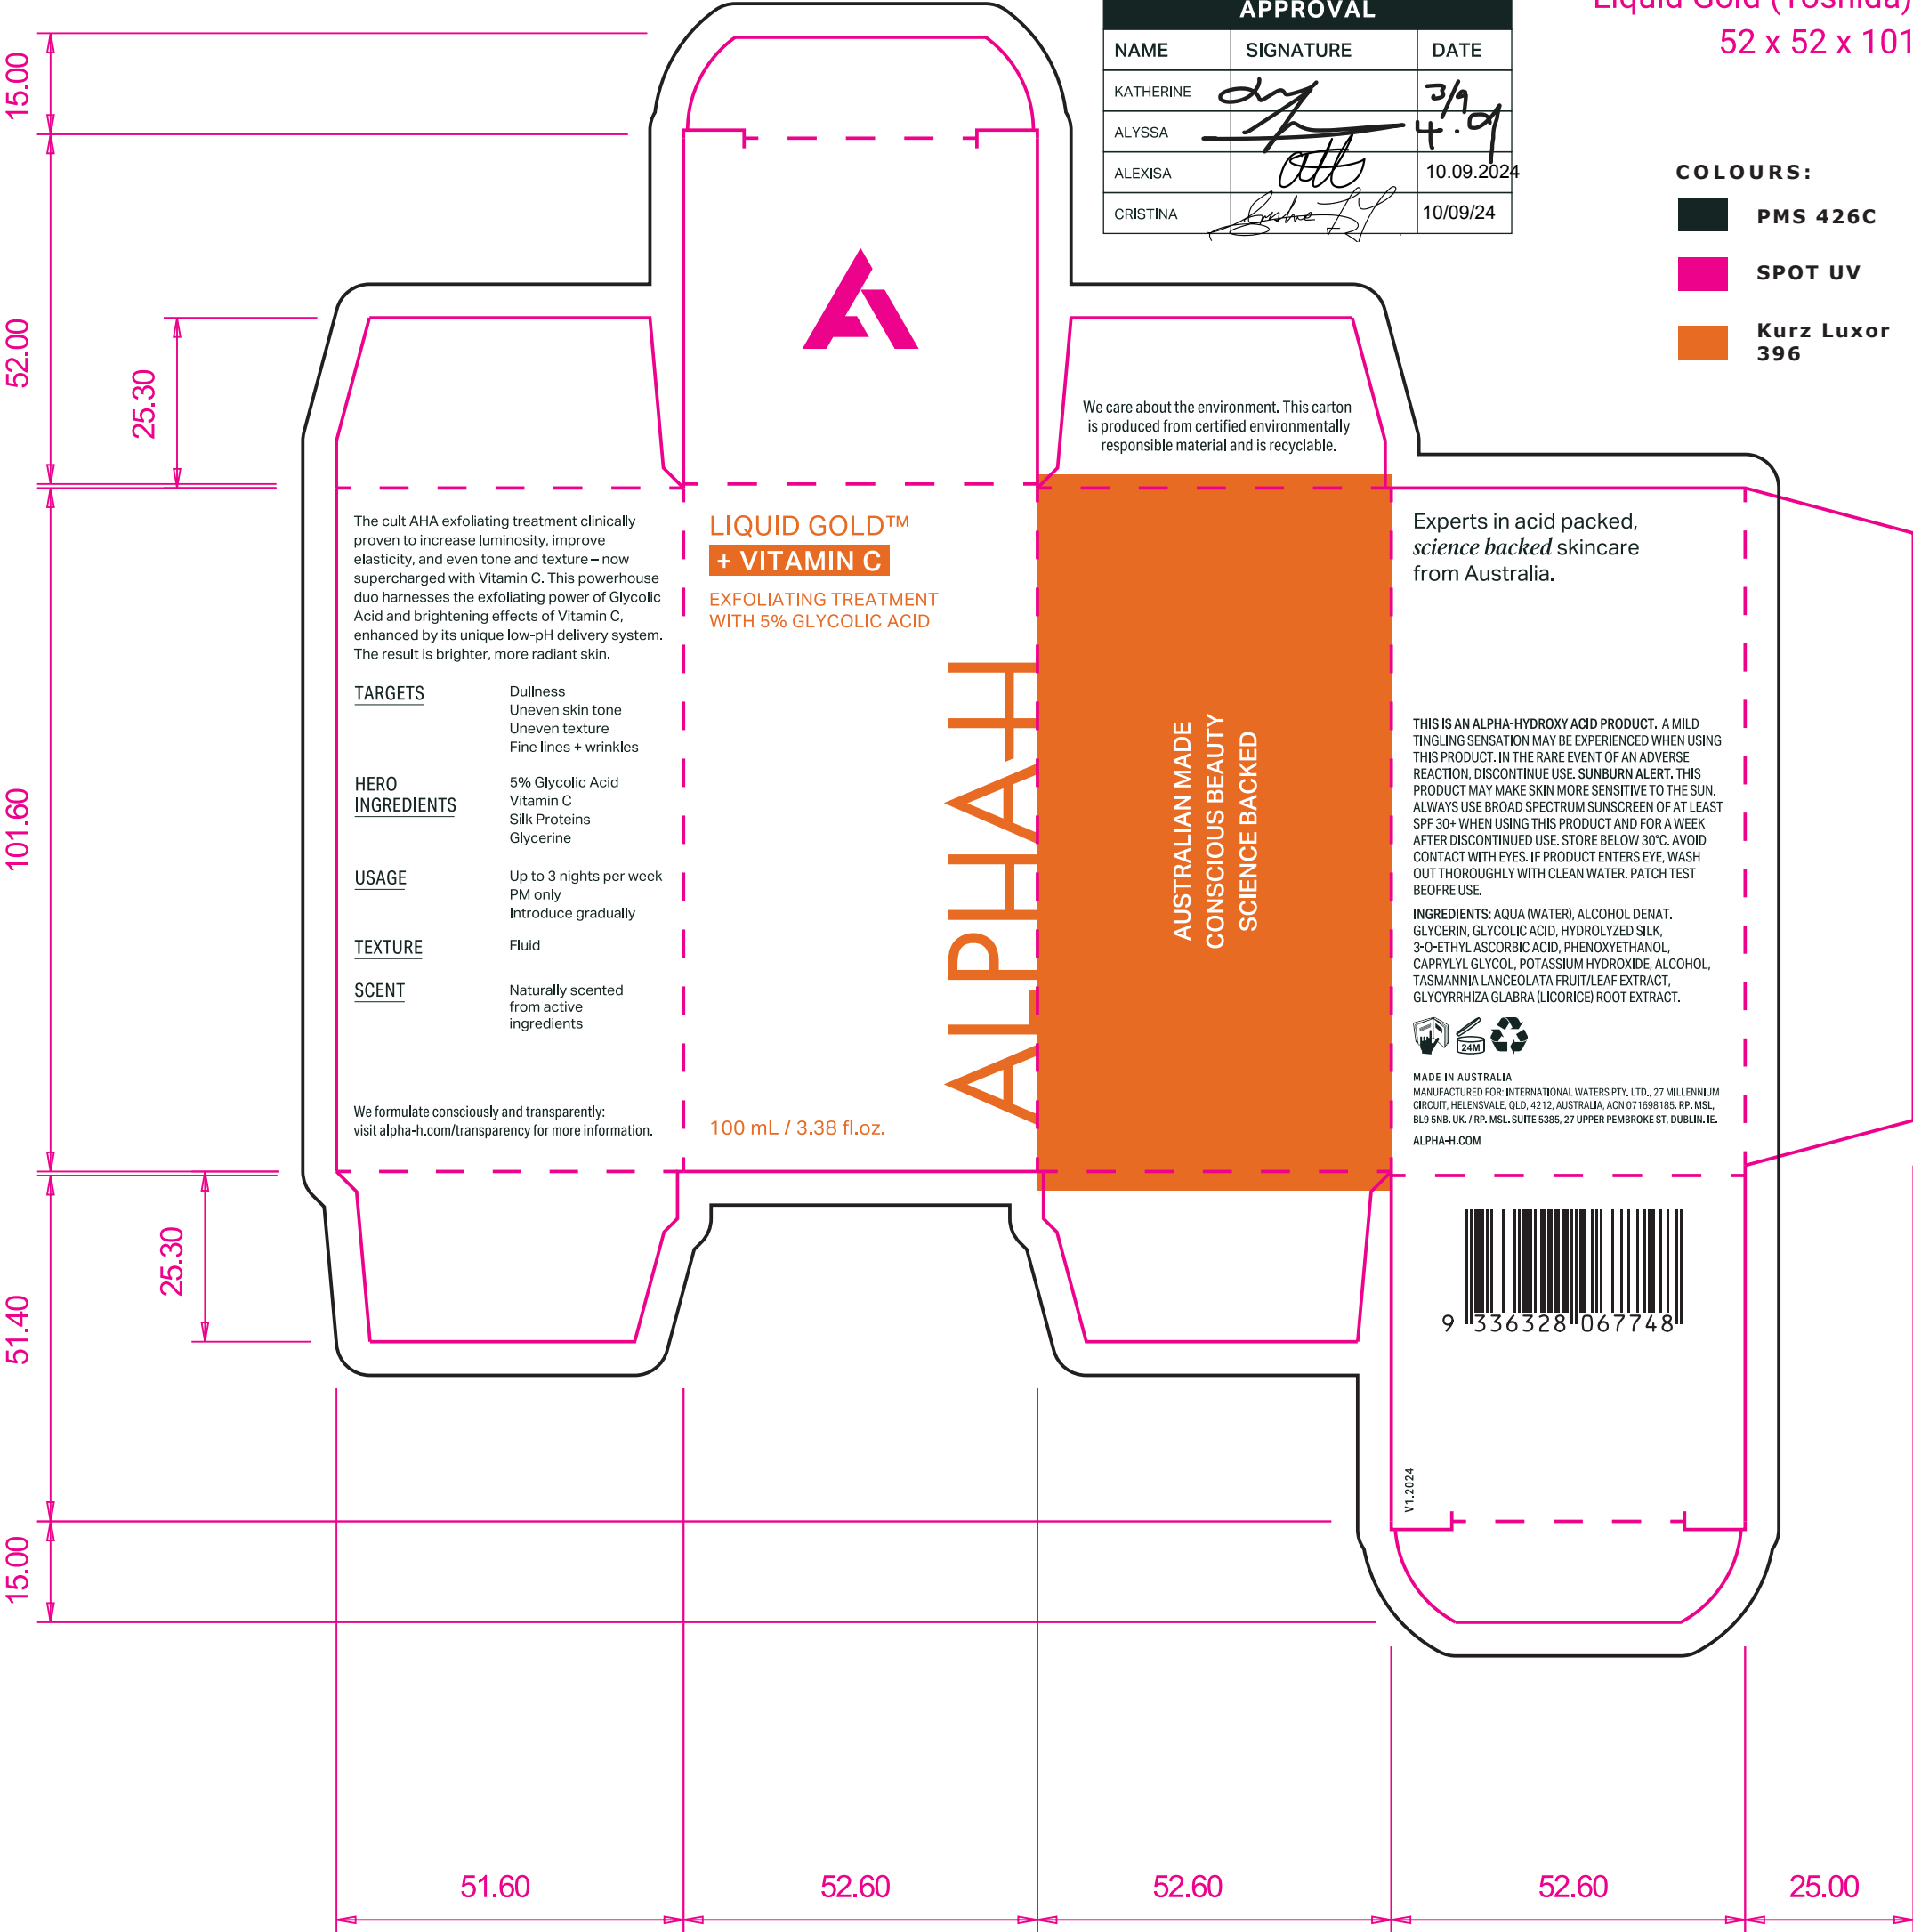 Liquid Gold (Yoshida)
52 x 52 x 101
APPROVAL
NAME SIGNATURE DATE
KATHERINE 3/9
ALYSSA 4.09
ALEXISA 10.09.2024
CRISTINA 10/09/24
COLOURS:
PMS 426C
SPOT UV
Kurz Luxor
396
15.00
52.00
25.30
101.60
51.40
25.30
15.00
We care about the environment. This carton
is produced from certified environmentally
responsible material and is recyclable.
The cult AHA exfoliating treatment clinically
proven to increase luminosity, improve
elasticity, and even tone and texture – now
supercharged with Vitamin C. This powerhouse
duo harnesses the exfoliating power of Glycolic
Acid and brightening effects of Vitamin C,
enhanced by its unique low-pH delivery system.
The result is brighter, more radiant skin.
TARGETS
Dullness
Uneven skin tone
Uneven texture
Fine lines + wrinkles
HERO
INGREDIENTS
5% Glycolic Acid
Vitamin C
Silk Proteins
Glycerine
USAGE
Up to 3 nights per week
PM only
Introduce gradually
TEXTURE
Fluid
SCENT
Naturally scented
from active
ingredients
We formulate consciously and transparently:
visit alpha-h.com/transparency for more information.
LIQUID GOLD™
+ VITAMIN C
EXFOLIATING TREATMENT
WITH 5% GLYCOLIC ACID
ALPHA-H
100 mL / 3.38 fl.oz.
AUSTRALIAN MADE
CONSCIOUS BEAUTY
SCIENCE BACKED
Experts in acid packed,
science backed skincare
from Australia.
THIS IS AN ALPHA-HYDROXY ACID PRODUCT. A MILD
TINGLING SENSATION MAY BE EXPERIENCED WHEN USING
THIS PRODUCT. IN THE RARE EVENT OF AN ADVERSE
REACTION, DISCONTINUE USE. SUNBURN ALERT. THIS
PRODUCT MAY MAKE SKIN MORE SENSITIVE TO THE SUN.
ALWAYS USE BROAD SPECTRUM SUNSCREEN OF AT LEAST
SPF 30+ WHEN USING THIS PRODUCT AND FOR A WEEK
AFTER DISCONTINUED USE. STORE BELOW 30°C. AVOID
CONTACT WITH EYES. IF PRODUCT ENTERS EYE, WASH
OUT THOROUGHLY WITH CLEAN WATER. PATCH TEST
BEOFRE USE.
INGREDIENTS: AQUA (WATER), ALCOHOL DENAT.
GLYCERIN, GLYCOLIC ACID, HYDROLYZED SILK,
3-O-ETHYL ASCORBIC ACID, PHENOXYETHANOL,
CAPRYLYL GLYCOL, POTASSIUM HYDROXIDE, ALCOHOL,
TASMANNIA LANCEOLATA FRUIT/LEAF EXTRACT,
GLYCYRRHIZA GLABRA (LICORICE) ROOT EXTRACT.
24M
MADE IN AUSTRALIA
MANUFACTURED FOR: INTERNATIONAL WATERS PTY. LTD., 27 MILLENNIUM
CIRCUIT, HELENSVALE, QLD, 4212, AUSTRALIA, ACN 071698185. RP. MSL,
BL9 5NB. UK. / RP. MSL. SUITE 5385, 27 UPPER PEMBROKE ST, DUBLIN. IE.
ALPHA-H.COM
9 336328 067748
V1.2024
51.60
52.60
52.60
52.60
25.00